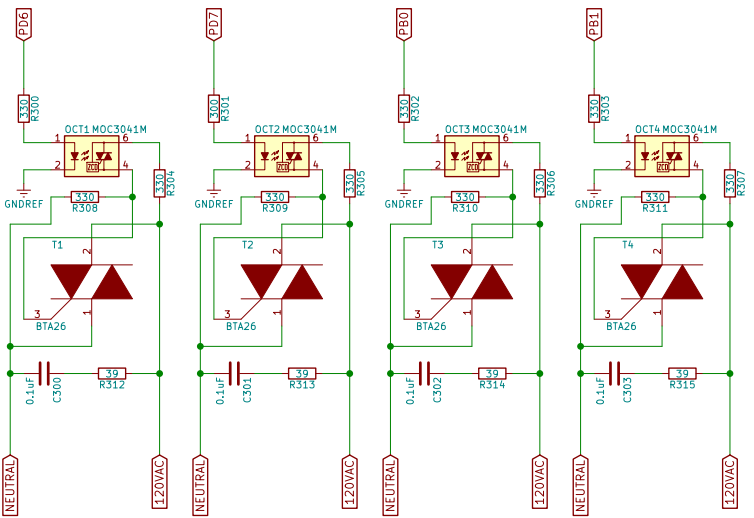 PD6
PD7
PB0
PB1
330
R300
300
R301
330
R302
330
R303
OCT1 MOC3041M
OCT2 MOC3041M
OCT3 MOC3041M
OCT4 MOC3041M
1 6
1 6
1 6
1 6
ZCD
ZCD
ZCD
ZCD
2 4
2 4
2 4
2 4
330
R304
330
R305
330
R306
330
R307
GNDREF
GNDREF
GNDREF
GNDREF
330
R308
330
R309
330
R310
330
R311
T1
T2
T3
T4
2
2
2
2
3
1
3
1
3
1
3
1
BTA26
BTA26
BTA26
BTA26
0.1uF
C300
39
R312
0.1uF
C301
39
R313
0.1uF
C302
39
R314
0.1uF
C303
39
R315
NEUTRAL
120VAC
NEUTRAL
120VAC
NEUTRAL
120VAC
NEUTRAL
120VAC